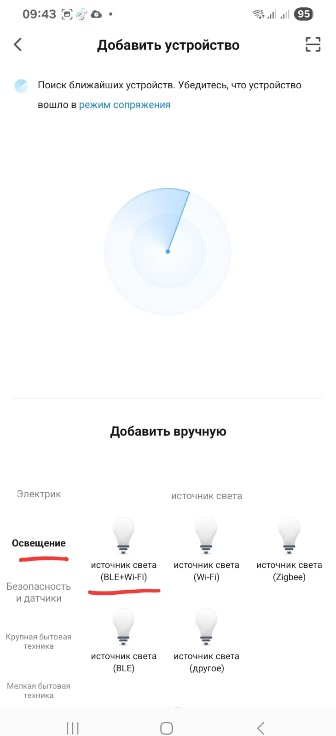 09:43
95
Добавить устройство
Поиск ближайших устройств. Убедитесь, что устройство
вошло в режим сопряжения
Добавить вручную
Электрик
источник света
Освещение
источник света
(BLE+Wi-Fi)
источник света
(Wi-Fi)
источник света
(Zigbee)
Безопасность
и датчики
Крупная бытовая
техника
источник света
(BLE)
источник света
(другое)
Мелкая бытовая
техника